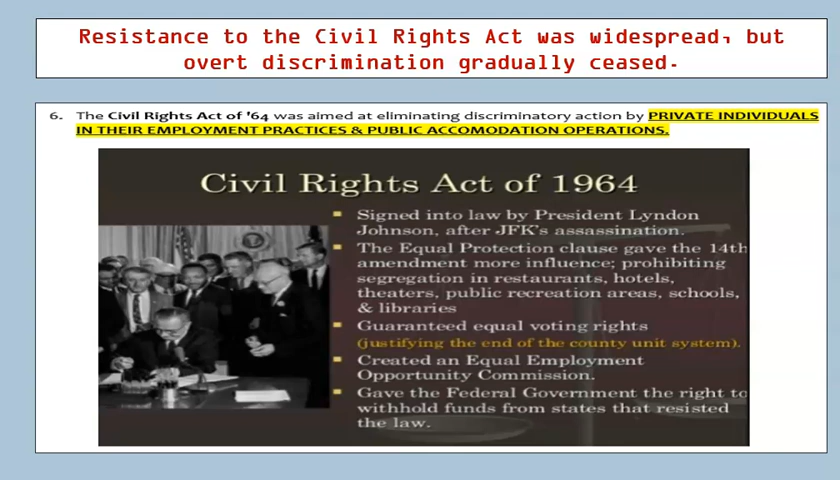 Resistance to the Civil Rights Act was widespread, but
overt discrimination gradually ceased.
6. The Civil Rights Act of '64 was aimed at eliminating discriminatory action by PRIVATE INDIVIDUALS
IN THEIR EMPLOYMENT PRACTICES & PUBLIC ACCOMODATION OPERATIONS.
Civil Rights Act of 1964
Signed into law by President Lyndon
Johnson, after JFK's assassination.
The Equal Protection clause gave the 14th
amendment more influence; prohibiting
segregation in restaurants, hotels,
theaters, public recreation areas, schools,
& libraries
Guaranteed equal voting rights
(justifying the end of the county unit system).
Created an Equal Employment
Opportunity Commission.
Gave the Federal Government the right to
withhold funds from states that resisted
the law.